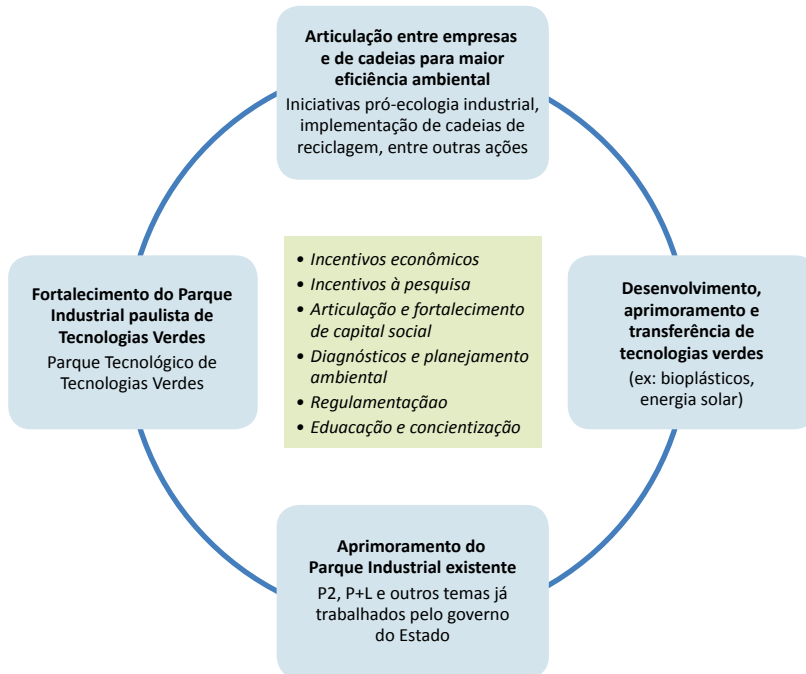 Articulação entre empresas
e de cadeias para maior
eficiência ambiental
Iniciativas pró-ecologia industrial,
implementação de cadeias de
reciclagem, entre outras ações
Fortalecimento do Parque
Industrial paulista de
Tecnologias Verdes
Parque Tecnológico de
Tecnologias Verdes
• Incentivos econômicos
• Incentivos à pesquisa
• Articulação e fortalecimento
de capital social
• Diagnósticos e planejamento
ambiental
• Regulamentaçãao
• Eduacação e concientização
Desenvolvimento,
aprimoramento e
transferência de
tecnologias verdes
(ex: bioplásticos,
energia solar)
Aprimoramento do
Parque Industrial existente
P2, P+L e outros temas já
trabalhados pelo governo
do Estado